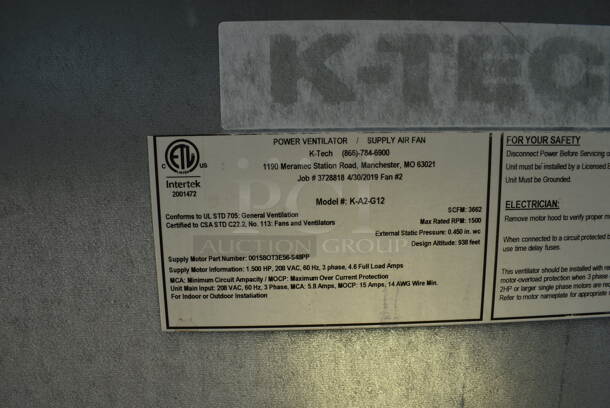 K-TEC
POWER VENTILATOR / SUPPLY AIR FAN
K-Tech (866)-784-6900
1190 Meramec Station Road, Manchester, MO 63021
Job # 3728818 4/30/2019 Fan #2
Model #: K-A2-G12
C ETL US
Intertek
2001472
Conforms to UL STD 705: General Ventilation
Certified to CSA STD C22.2, No. 113: Fans and Ventilators
SCFM: 3662
Max Rated RPM: 1500
External Static Pressure: 0.450 in. wc
Design Altitude: 938 feet
Supply Motor Part Number: 00158OT3E56-S48PP
Supply Motor Information: 1.500 HP, 208 VAC, 60 Hz, 3 phase, 4.6 Full Load Amps
MCA: Minimum Circuit Ampacity / MOCP: Maximum Over Current Protection
Unit Main Input: 208 VAC, 60 Hz, 3 Phase, MCA: 5.8 Amps, MOCP: 15 Amps, 14 AWG Wire Min.
For Indoor or Outdoor Installation
FOR YOUR SAFETY
Disconnect Power Before Servicing
Unit must be installed by a Licensed
Unit Must be Grounded.
ELECTRICIAN:
Remove motor hood to verify proper
When connected to a circuit protected
use time delay fuses.
This ventilator should be installed with
motor-overload protection when 3 phase
2HP or larger single phase motors are
Refer to motor nameplate for appropriate
PCI
AUCTION GROUP